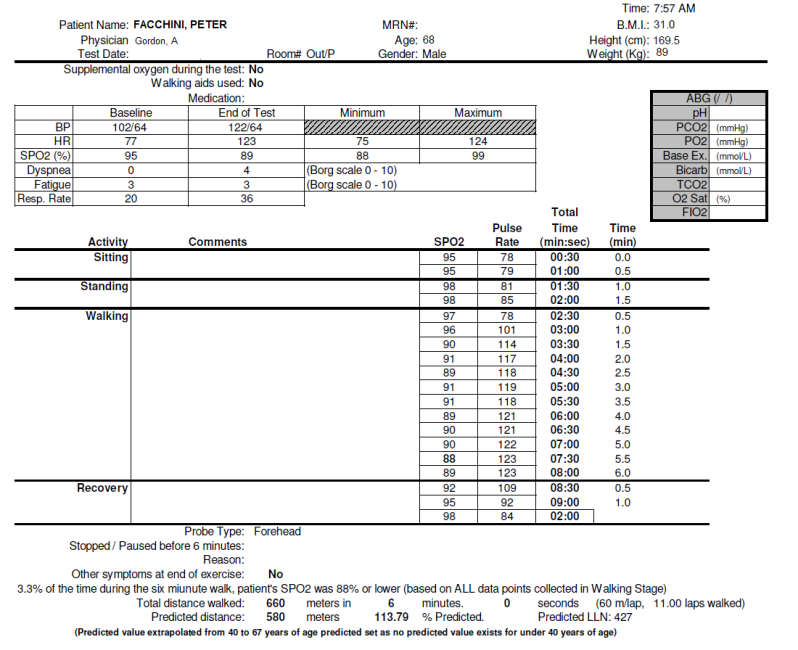 Time: 7:57 AM
Patient Name: FACCHINI, PETER MRN#: B.M.I.: 31.0
Physician Gordon, A Age: 68 Height (cm): 169.5
Test Date: Room# Out/P Gender: Male Weight (Kg): 89
Supplemental oxygen during the test: No
Walking aids used: No
Medication:
ABG (/ /)
Baseline End of Test Minimum Maximum pH
BP 102/64 122/64 PCO2 (mmHg)
HR 77 123 75 124 PO2 (mmHg)
SPO2 (%) 95 89 88 99 Base Ex. (mmol/L)
Dyspnea 0 4 (Borg scale 0 - 10) Bicarb (mmol/L)
Fatigue 3 3 (Borg scale 0 - 10) TCO2
Resp. Rate 20 36 O2 Sat (%)
FIO2
Total
Pulse Time Time
Activity Comments SPO2 Rate (min:sec) (min)
Sitting 95 78 00:30 0.0
95 79 01:00 0.5
Standing 98 81 01:30 1.0
98 85 02:00 1.5
Walking 97 78 02:30 0.5
96 101 03:00 1.0
90 114 03:30 1.5
91 117 04:00 2.0
89 118 04:30 2.5
91 119 05:00 3.0
91 118 05:30 3.5
89 121 06:00 4.0
90 121 06:30 4.5
90 122 07:00 5.0
88 123 07:30 5.5
89 123 08:00 6.0
Recovery 92 109 08:30 0.5
95 92 09:00 1.0
98 84 02:00
Probe Type: Forehead
Stopped / Paused before 6 minutes:
Reason:
Other symptoms at end of exercise: No
3.3% of the time during the six miunute walk, patient's SPO2 was 88% or lower (based on ALL data points collected in Walking Stage)
Total distance walked: 660 meters in 6 minutes. 0 seconds (60 m/lap, 11.00 laps walked)
Predicted distance: 580 meters 113.79 % Predicted. Predicted LLN: 427
(Predicted value extrapolated from 40 to 67 years of age predicted set as no predicted value exists for under 40 years of age)